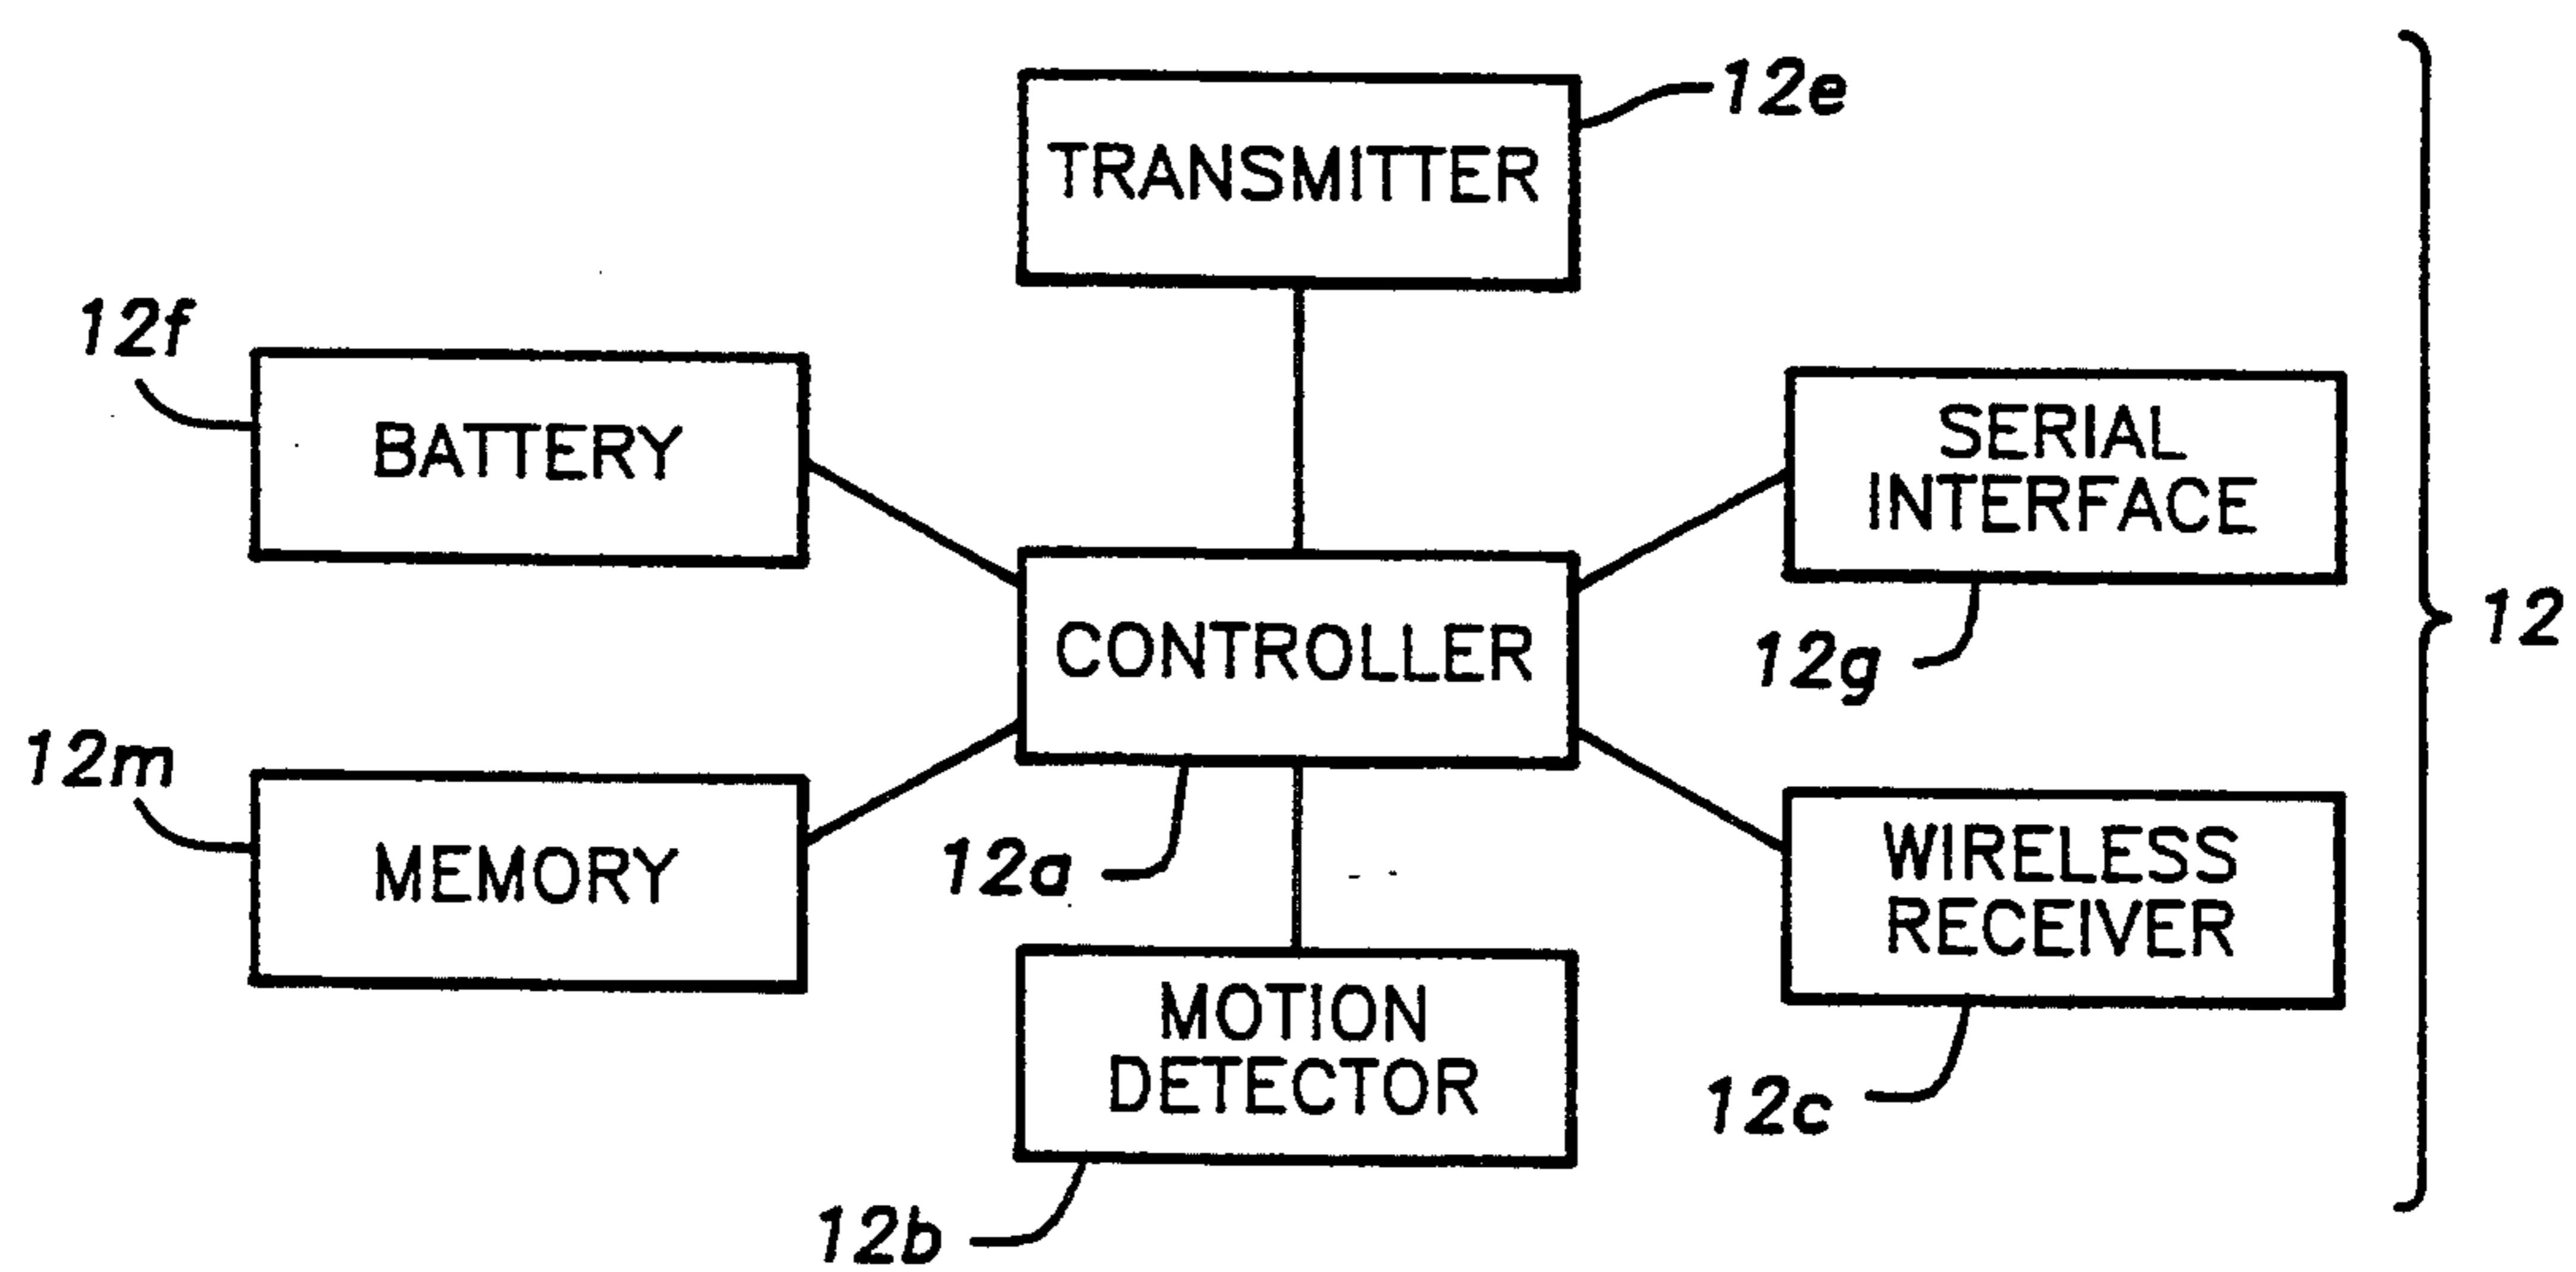 12e
TRANSMITTER
12f
BATTERY
SERIAL
INTERFACE
12
12g
CONTROLLER
12m
MEMORY
12a
WIRELESS
RECEIVER
MOTION
DETECTOR
12c
12b